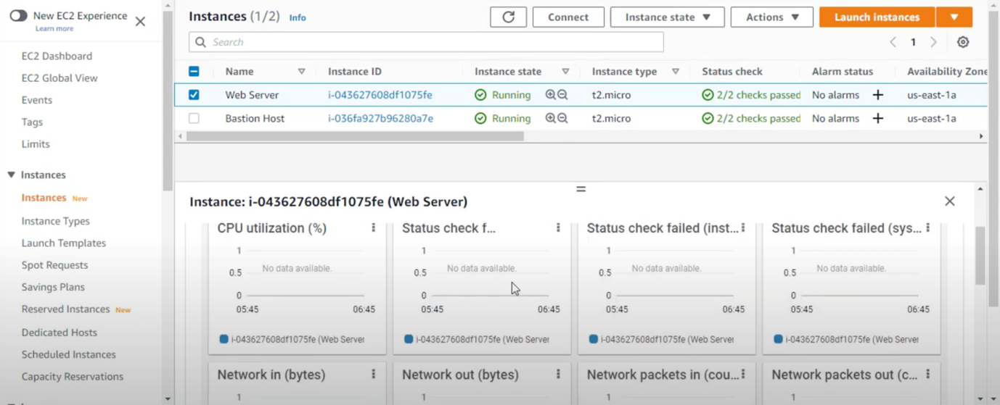 New EC2 Experience
Learn more
EC2 Dashboard
EC2 Global View
Events
Tags
Limits
Instances
Instances New
Instance Types
Launch Templates
Spot Requests
Savings Plans
Reserved Instances New
Dedicated Hosts
Scheduled Instances
Capacity Reservations
Instances (1/2) Info
Connect
Instance state
Actions
Launch instances
Search
1
Name Instance ID Instance state Instance type Status check Alarm status Availability Zone
Web Server i-043627608df1075fe Running t2.micro 2/2 checks passed No alarms + us-east-1a
Bastion Host i-036fa927b96280a7e Running t2.micro 2/2 checks passed No alarms + us-east-1a
Instance: i-043627608df1075fe (Web Server)
CPU utilization (%)
1
No data available.
0.5
0
05:45 06:45
i-043627608df1075fe (Web Server
Status check f...
1
No data available.
0.5
0
05:45 06:45
i-043627608df1075fe (Web Server
Status check failed (inst...
1
No data available.
0.5
0
05:45 06:45
i-043627608df1075fe (Web Server
Status check failed (sys...
1
No data available.
0.5
0
05:45 06:45
i-043627608df1075fe (Web Server
Network in (bytes)
1
Network out (bytes)
1
Network packets in (cou...
1
Network packets out (c...
1